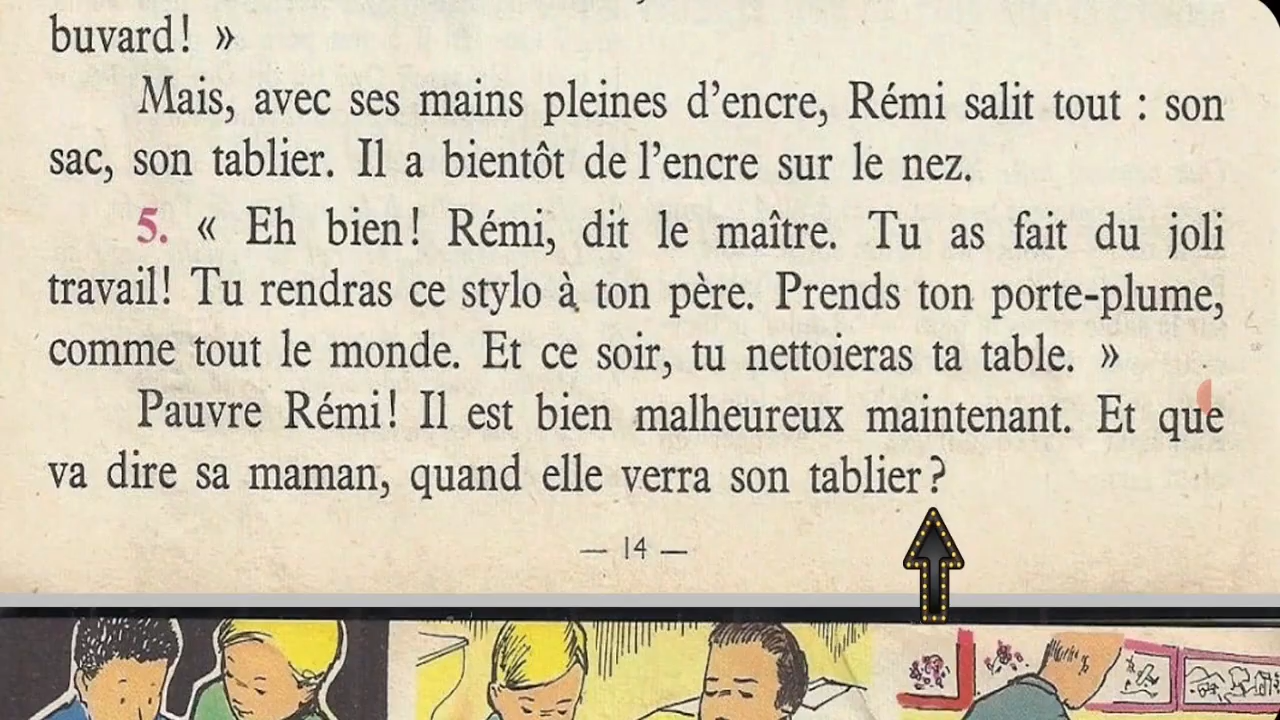 buvard! »
Mais, avec ses mains pleines d'encre, Rémi salit tout : son
sac, son tablier. Il a bientôt de l'encre sur le nez.
5. « Eh bien! Rémi, dit le maître. Tu as fait du joli
travail! Tu rendras ce stylo à ton père. Prends ton porte-plume,
comme tout le monde. Et ce soir, tu nettoieras ta table. »
Pauvre Rémi! Il est bien malheureux maintenant. Et que
va dire sa maman, quand elle verra son tablier?
— 14 —